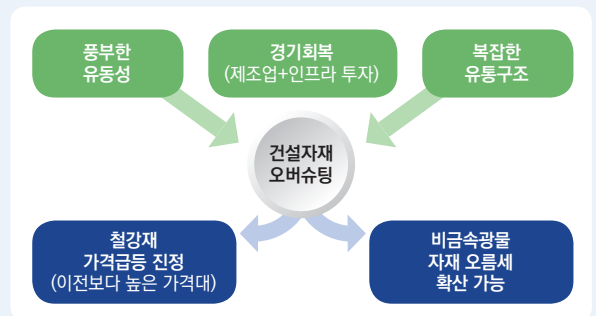 풍부한
유동성
경기회복
(제조업+인프라 투자)
복잡한
유통구조
건설자재
오버슈팅
철강재
가격급등 진정
(이전보다 높은 가격대)
비금속광물
자재 오름세
확산 가능